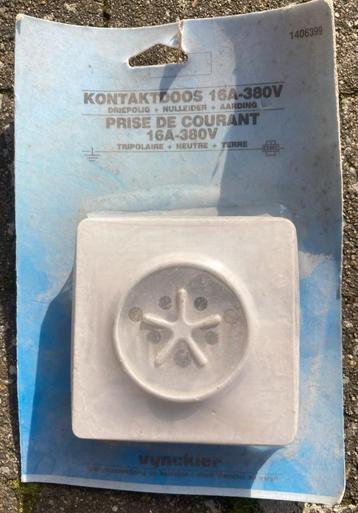 1406399
KONTAKTDOOS 16A-380V
DRIEPOLIG + NULLEIDER + AARDING
PRISE DE COURANT
16A-380V
TRIPOLAIRE + NEUTRE + TERRE
vynckier